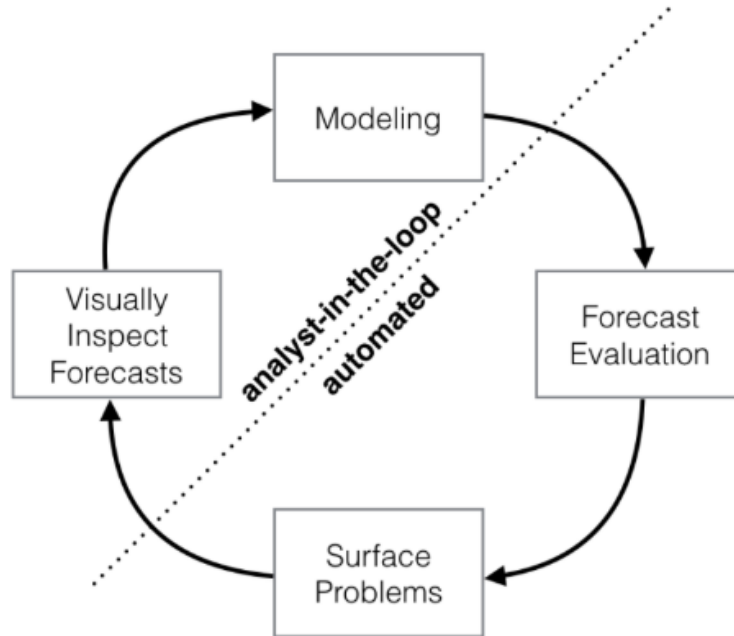 Modeling
analyst-in-the-loop
automated
Visually
Inspect
Forecasts
Forecast
Evaluation
Surface
Problems